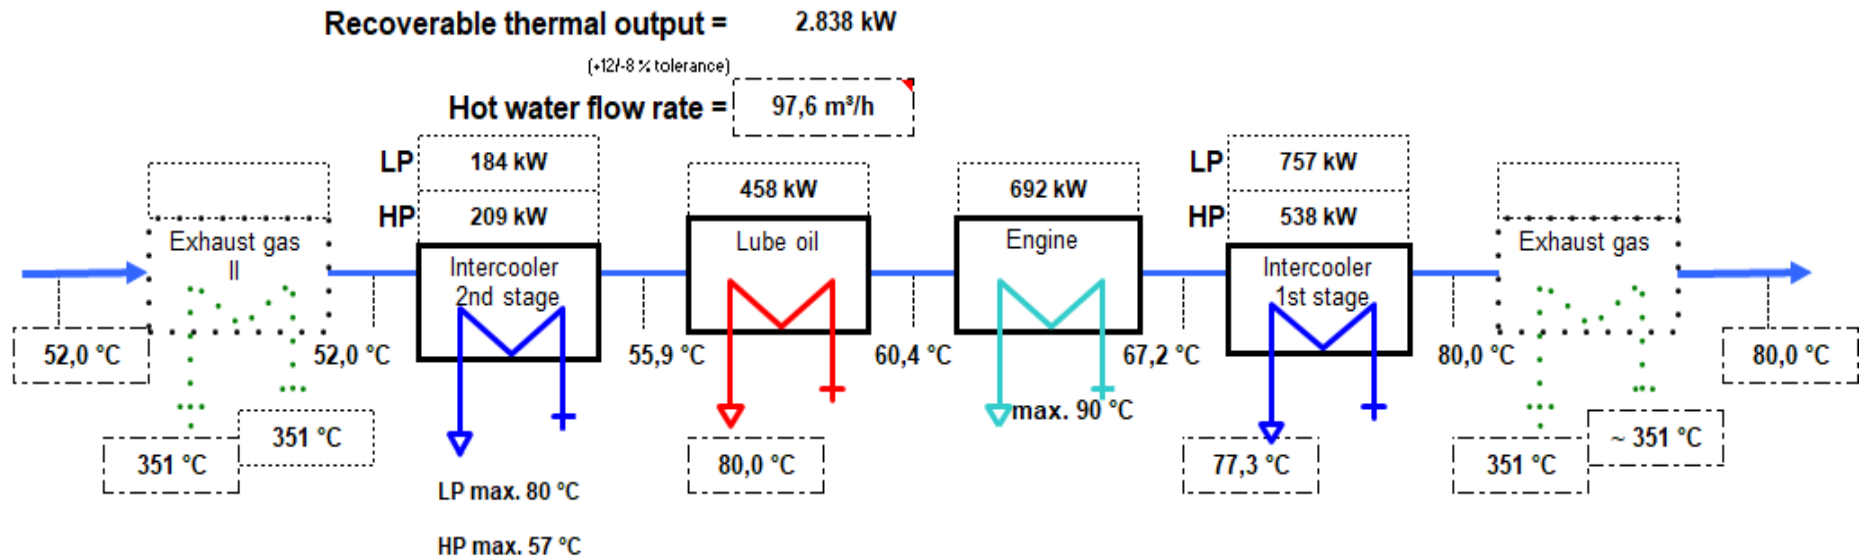 Recoverable thermal output = 2.838 kW
(+12/-8 % tolerance)
Hot water flow rate = 97,6 m³/h
LP 184 kW
HP 209 kW
458 kW
692 kW
LP 757 kW
HP 538 kW
Exhaust gas
II
Intercooler
2nd stage
Lube oil
Engine
Intercooler
1st stage
Exhaust gas
52,0 °C
52,0 °C
55,9 °C
60,4 °C
67,2 °C
80,0 °C
80,0 °C
max. 90 °C
351 °C
351 °C
80,0 °C
77,3 °C
351 °C
~ 351 °C
LP max. 80 °C
HP max. 57 °C